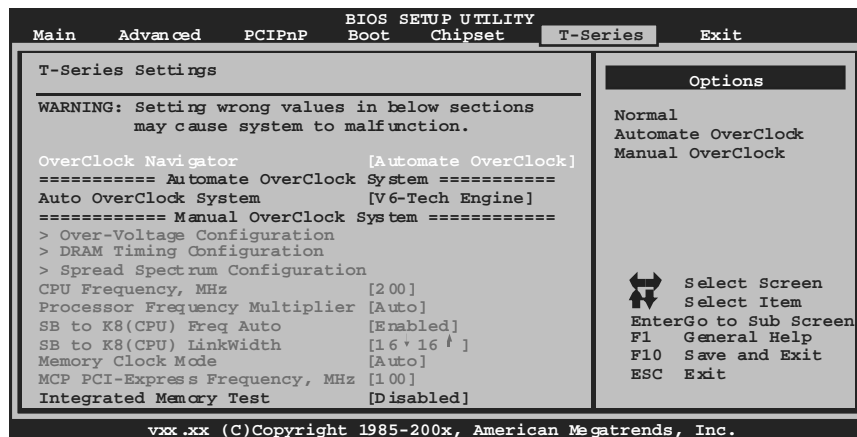 BIOS SETUP UTILITY
Main Advanced PCIPnP Boot Chipset T-Series Exit
T-Series Settings
WARNING: Setting wrong values in below sections
may cause system to malfunction.
OverClock Navigator [Automate OverClock]
=========== Automate OverClock System ===========
Auto OverClock System [V6-Tech Engine]
============ Manual OverClock System ============
> Over-Voltage Configuration
> DRAM Timing Configuration
> Spread Spectrum Configuration
CPU Frequency, MHz [200]
Processor Frequency Multiplier [Auto]
SB to K8(CPU) Freq Auto [Enabled]
SB to K8(CPU) LinkWidth [16 16 ]
Memory Clock Mode [Auto]
MCP PCI-Express Frequency, MHz [100]
Integrated Memory Test [Disabled]
Options
Normal
Automate OverClock
Manual OverClock
Select Screen
Select Item
EnterGo to Sub Screen
F1 General Help
F10 Save and Exit
ESC Exit
vxx.xx (C)Copyright 1985-200x, American Megatrends, Inc.